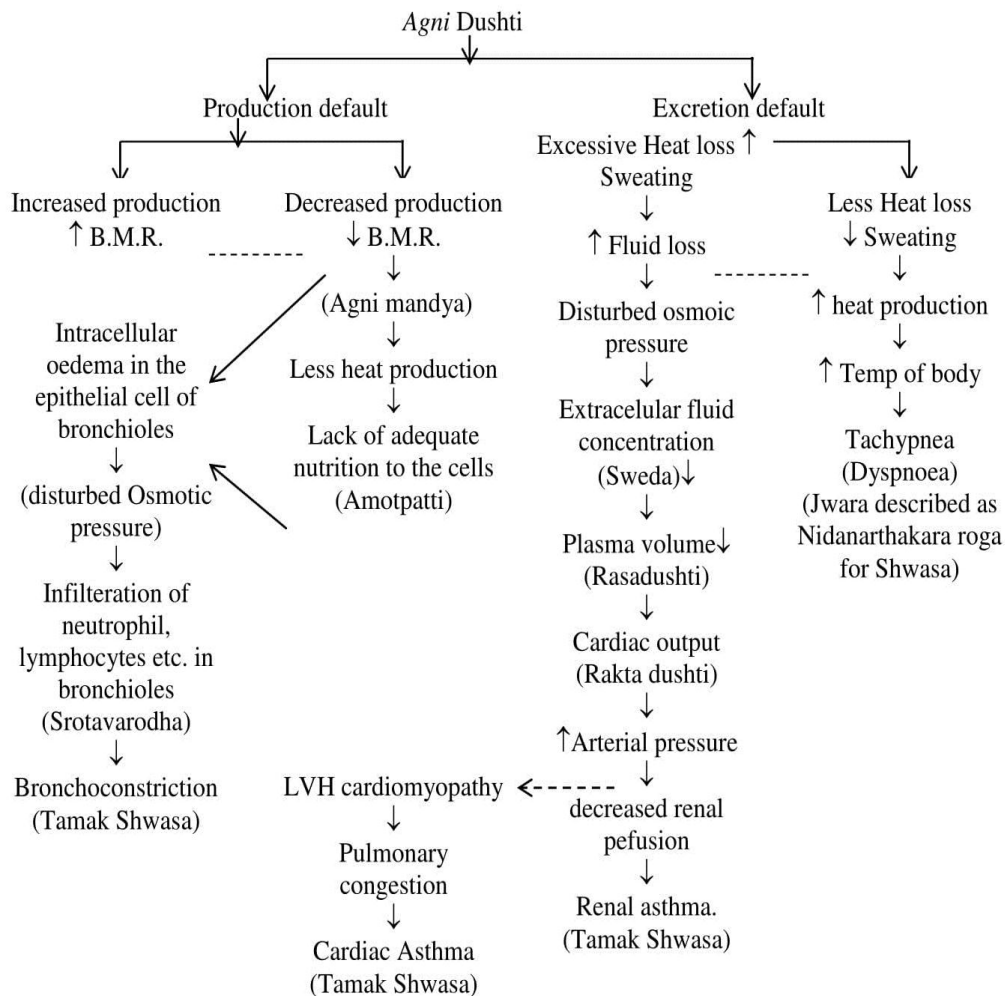 Agni Dushti
Production default
Excretion default
Increased production
↑ B.M.R.
Decreased production
↓ B.M.R.
(Agni mandya)
Less heat production
Lack of adequate
nutrition to the cells
(Amotpatti)
Intracellular
oedema in the
epithelial cell of
bronchioles
(disturbed Osmotic
pressure)
Infilteration of
neutrophil,
lymphocytes etc. in
bronchioles
(Srotavarodha)
Bronchoconstriction
(Tamak Shwasa)
Excessive Heat loss ↑
Sweating
↑ Fluid loss
Disturbed osmoic
pressure
Extracelular fluid
concentration
(Sweda)↓
Plasma volume↓
(Rasadushti)
Cardiac output
(Rakta dushti)
↑Arterial pressure
decreased renal
pefusion
Renal asthma.
(Tamak Shwasa)
LVH cardiomyopathy
Pulmonary
congestion
Cardiac Asthma
(Tamak Shwasa)
Less Heat loss
↓ Sweating
↑ heat production
↑ Temp of body
Tachypnea
(Dyspnoea)
(Jwara described as
Nidanarthakara roga
for Shwasa)